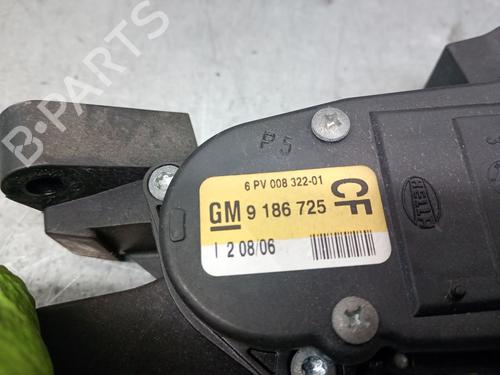 B-PARTS
P5
6 PV 008 322-01
GM 9 186 725
CF
I 2 08/06
HELLA